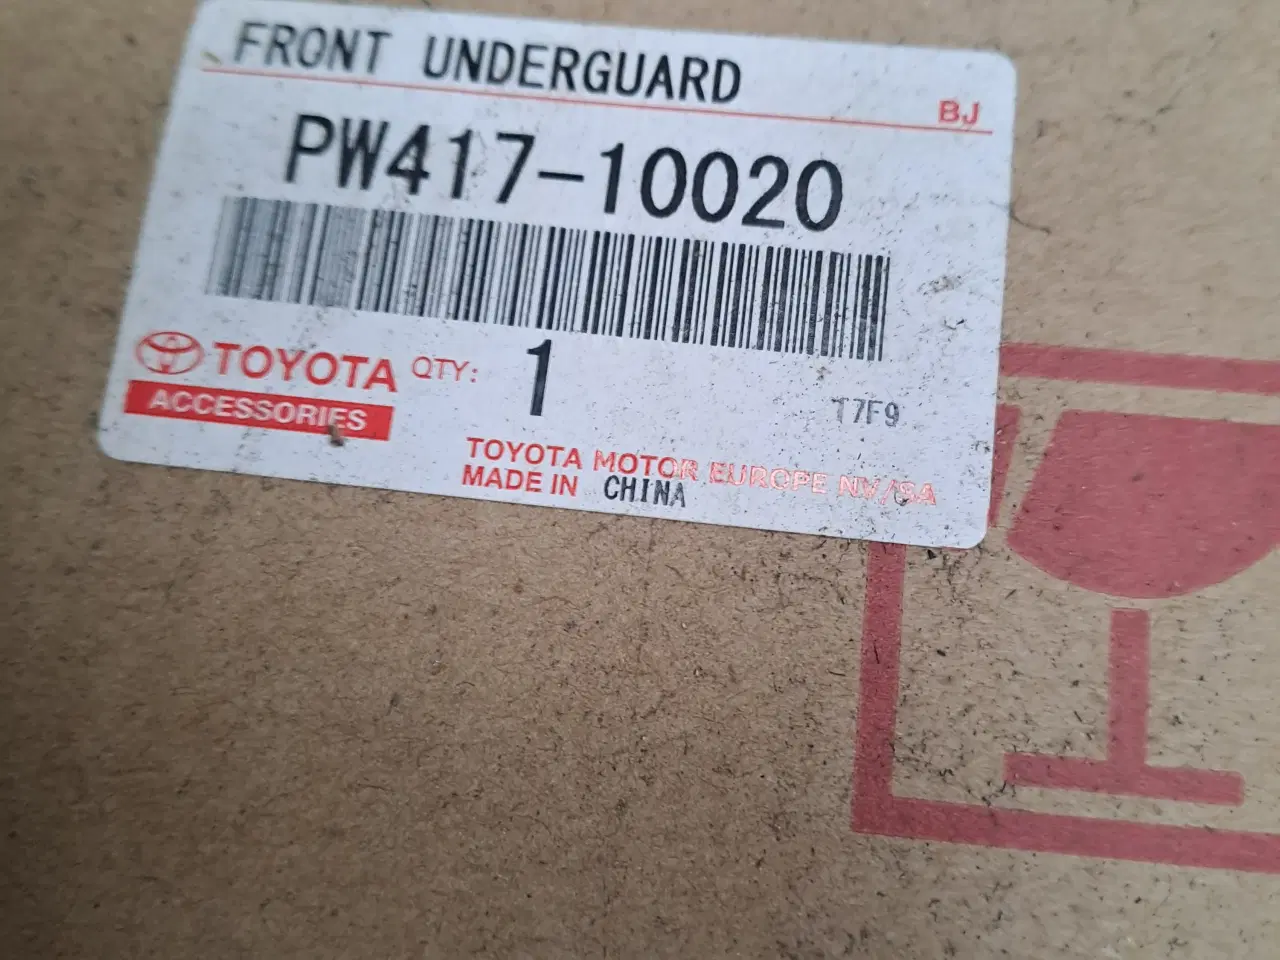 FRONT UNDERGUARD
BJ
PW417-10020
TOYOTA QTY: 1
ACCESSORIES
T7F9
TOYOTA MOTOR EUROPE NV/SA
MADE IN CHINA